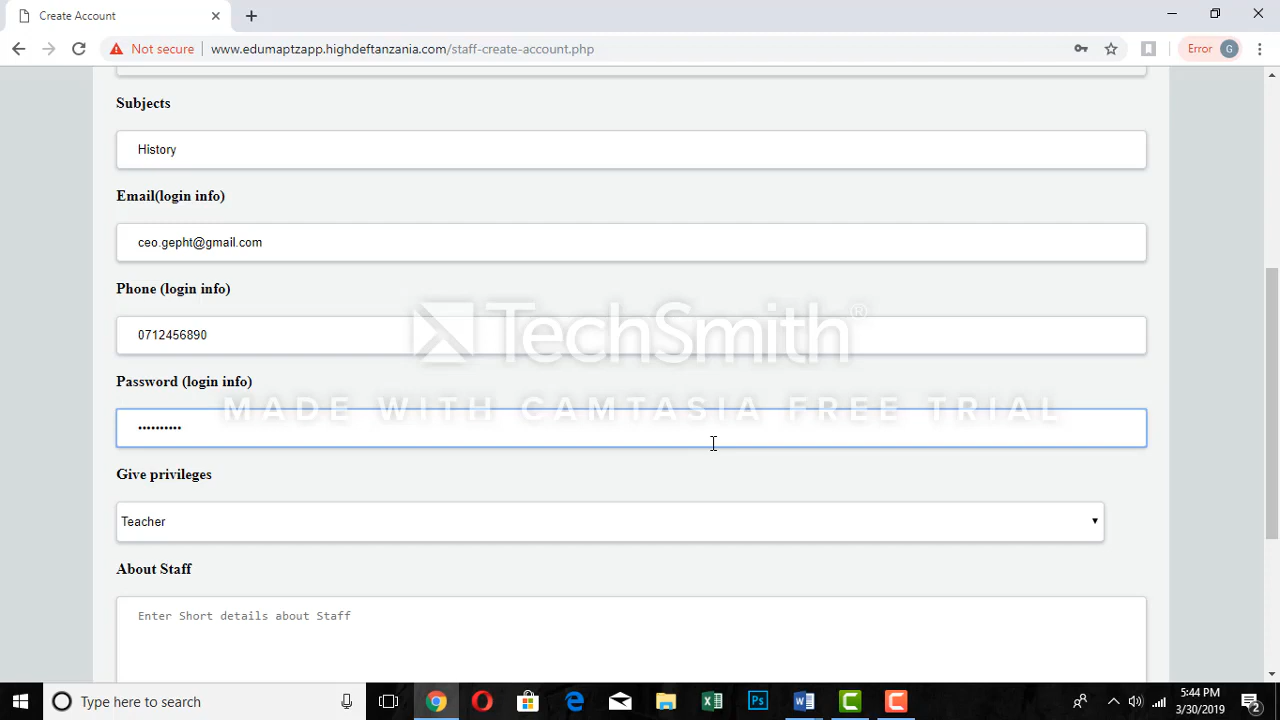 Create Account
Not secure
www.edumaptzapp.highdeftanzania.com/staff-create-account.php
Error
G
Subjects
History
Email(login info)
ceo.gepht@gmail.com
Phone (login info)
0712456890
TechSmith®
Password (login info)
MADE WITH CAMTASIA FREE TRIAL
••••••••••
Give privileges
Teacher
About Staff
Enter Short details about Staff
Type here to search
5:44 PM
3/30/2019
2